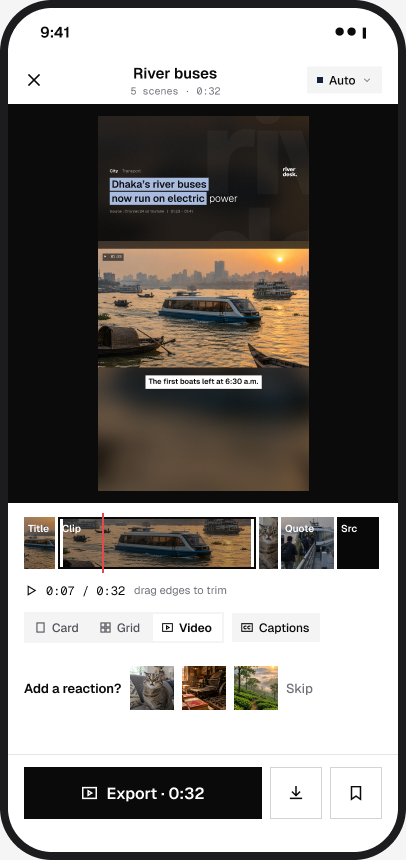 9:41
River buses
5 scenes · 0:32
Auto
City Transport
river
desk.
Dhaka's river buses
now run on electric power
The first boats left at 6:30 a.m.
Title
Clip
Quote
Src
0:07 / 0:32
drag edges to trim
Card
Grid
Video
Captions
Add a reaction?
Skip
Export · 0:32